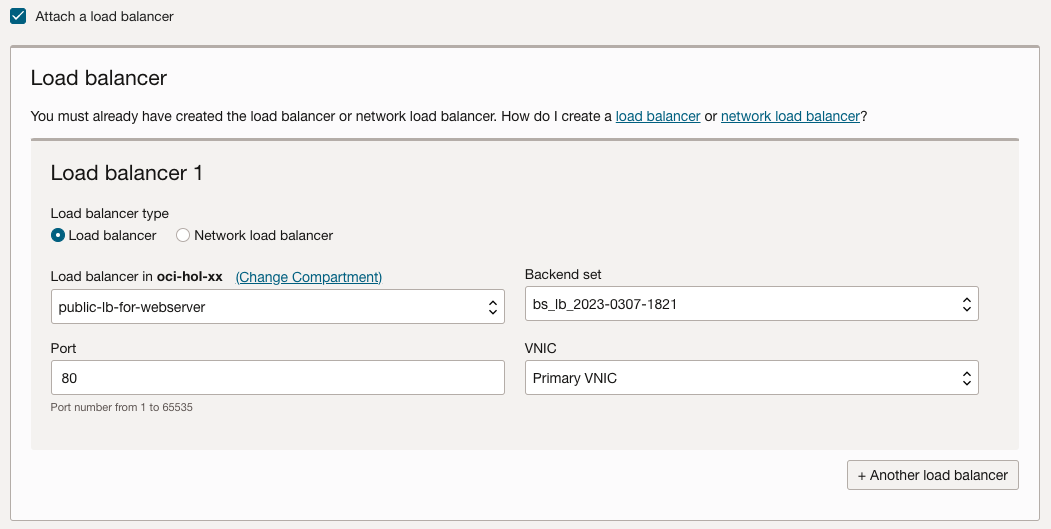 Attach a load balancer
Load balancer
You must already have created the load balancer or network load balancer. How do I create a load balancer or network load balancer?
Load balancer 1
Load balancer type
Load balancer Network load balancer
Load balancer in oci-hol-xx (Change Compartment)
public-lb-for-webserver
Backend set
bs_lb_2023-0307-1821
Port
80
Port number from 1 to 65535
VNIC
Primary VNIC
+ Another load balancer